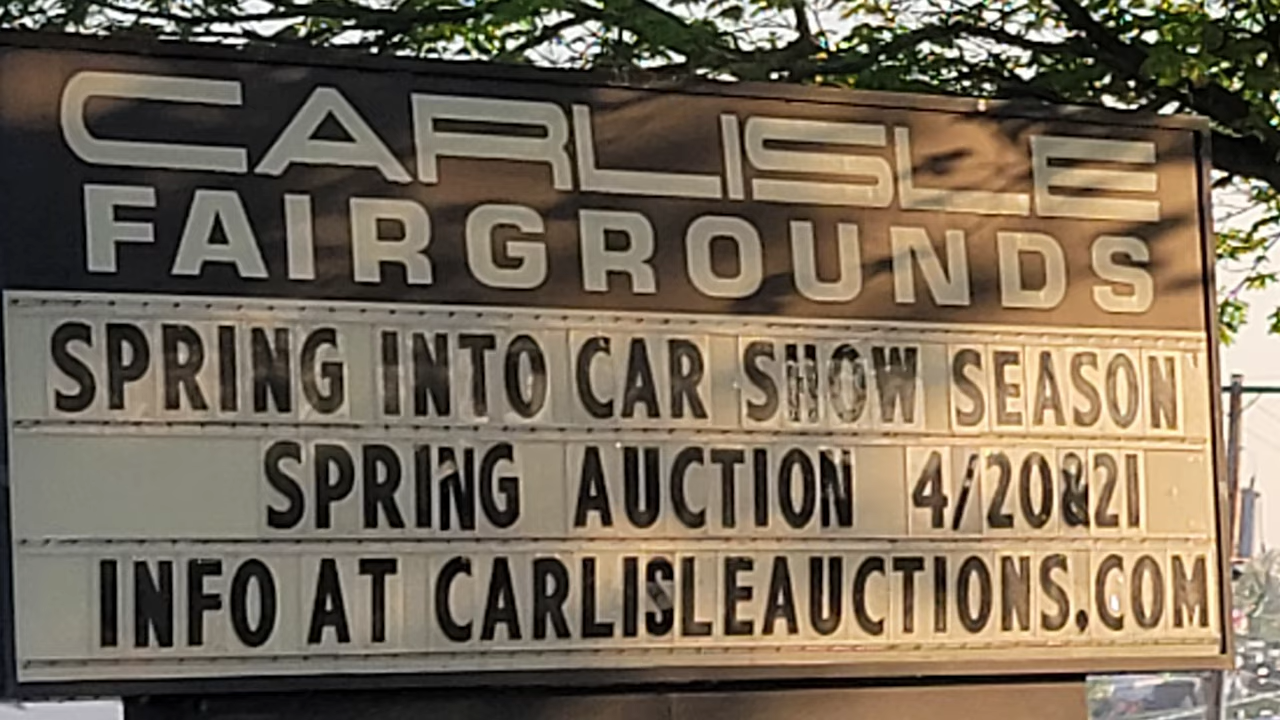 CARLISLE
FAIRGROUNDS
SPRING INTO CAR SHOW SEASON
SPRING AUCTION 4/20&21
INFO AT CARLISLEAUCTIONS.COM